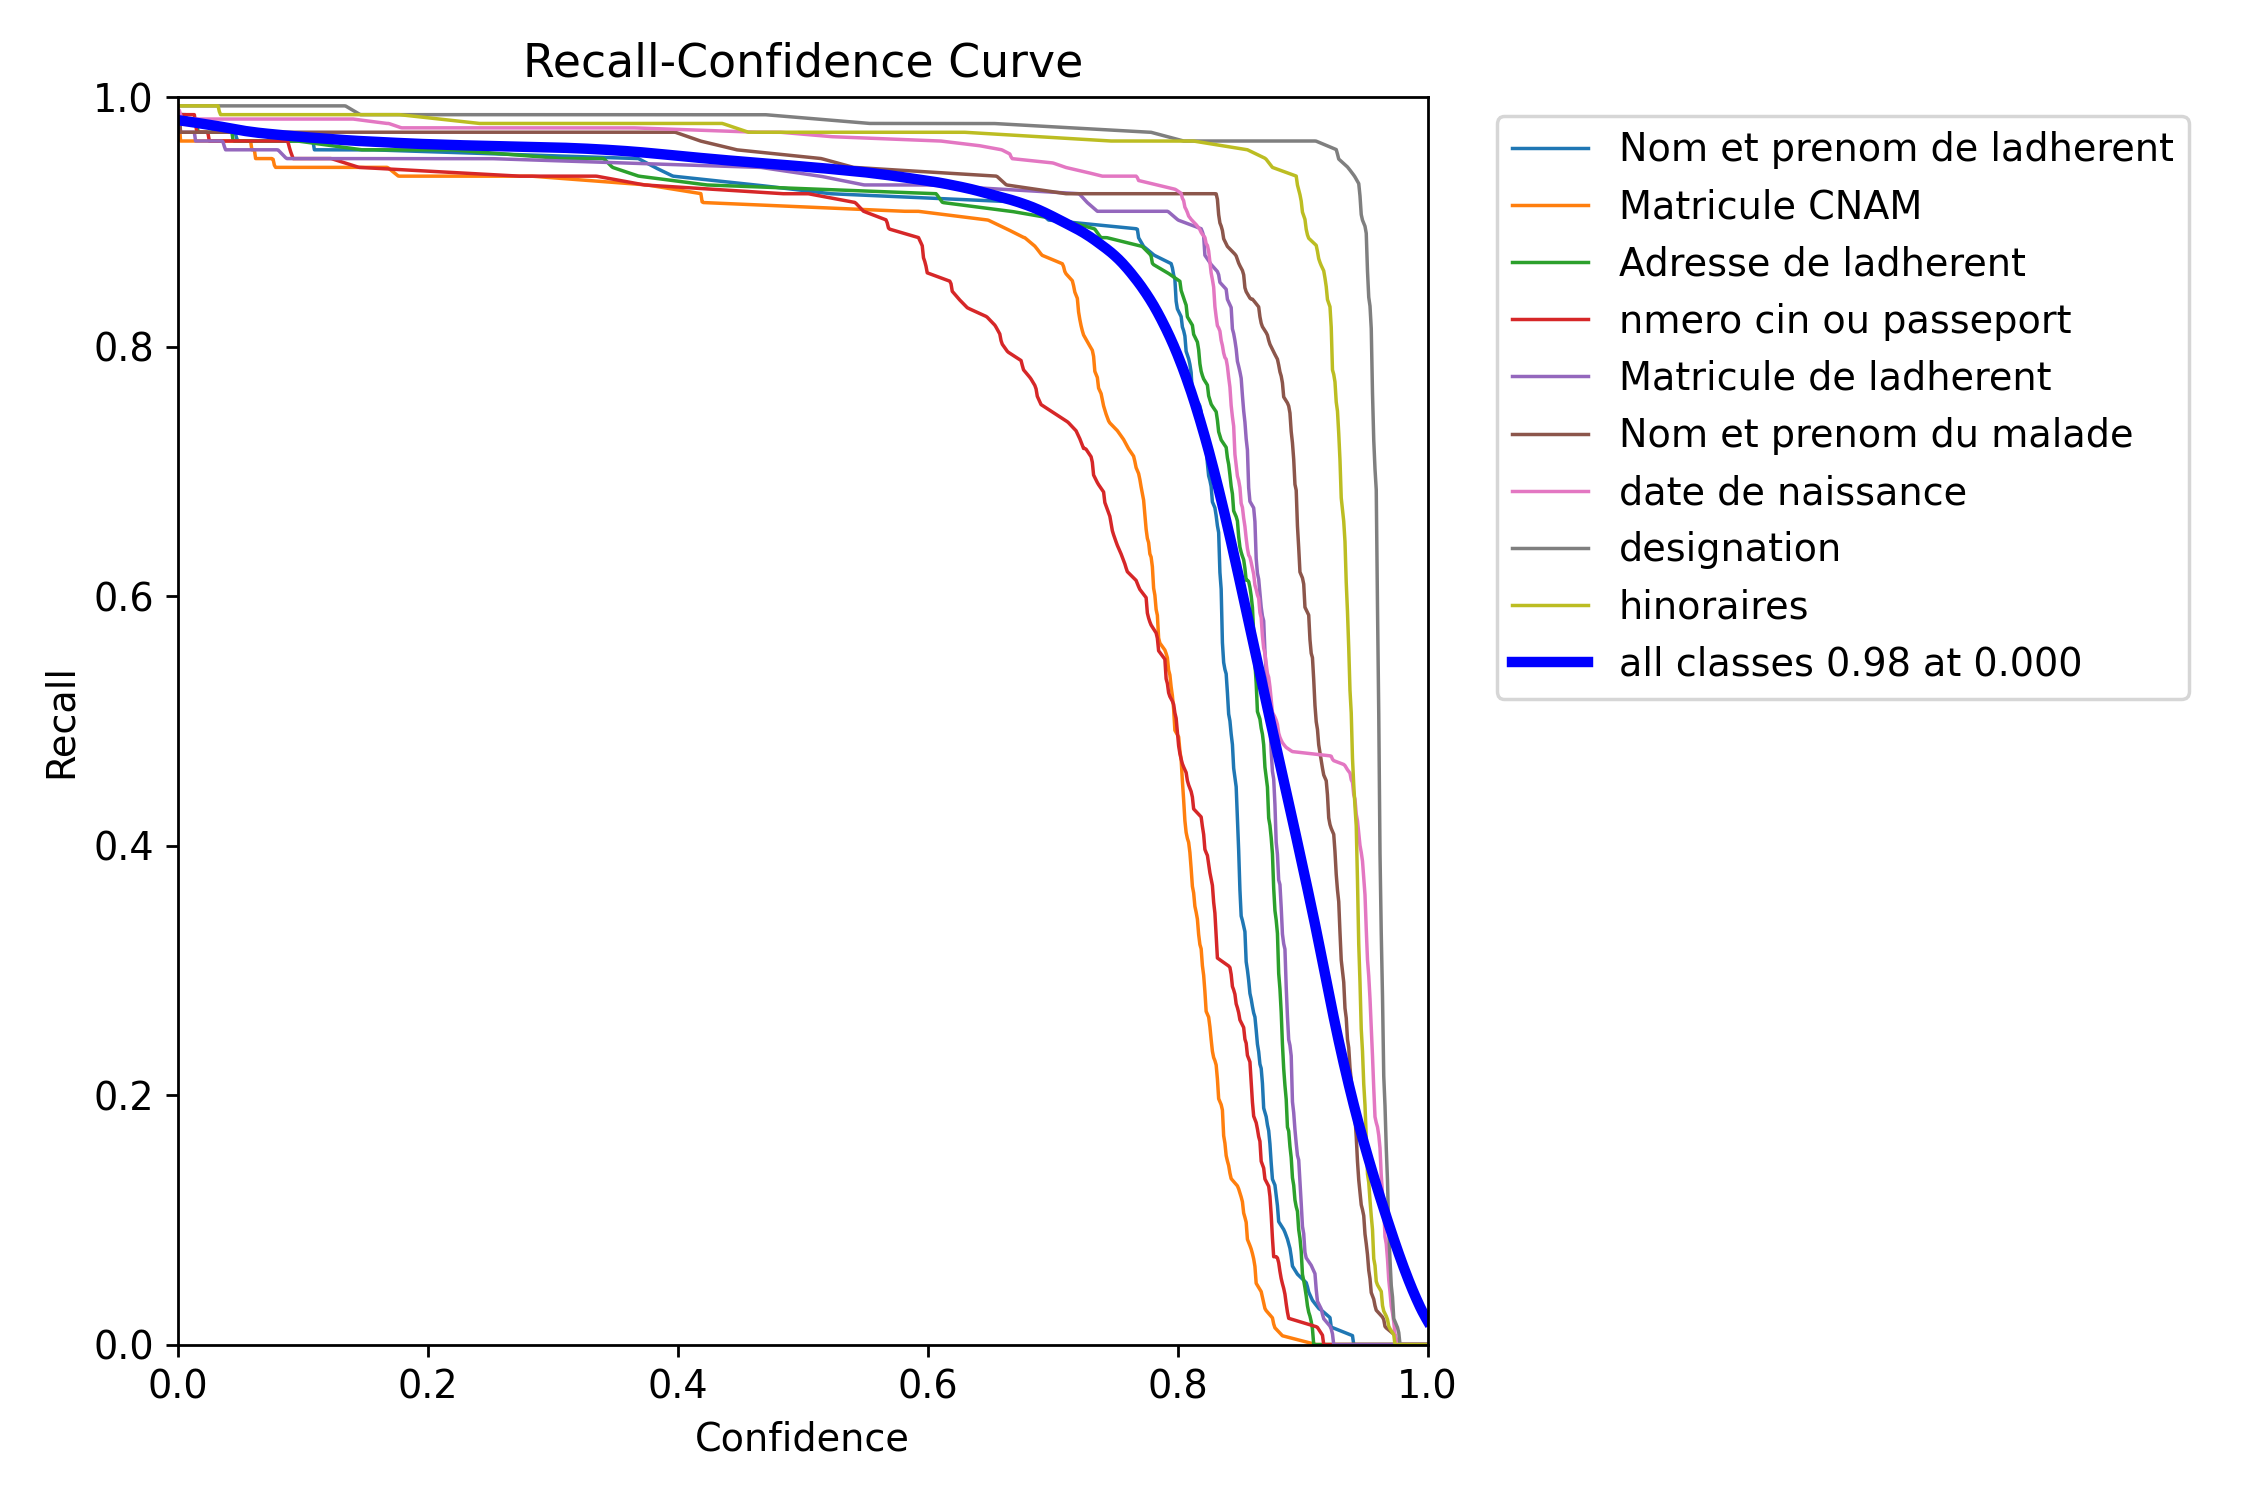 Recall-Confidence Curve
1.0
0.8
0.6
0.4
0.2
0.0
Recall
0.0 0.2 0.4 0.6 0.8 1.0
Confidence
Nom et prenom de ladherent
Matricule CNAM
Adresse de ladherent
nmero cin ou passeport
Matricule de ladherent
Nom et prenom du malade
date de naissance
designation
hinoraires
all classes 0.98 at 0.000